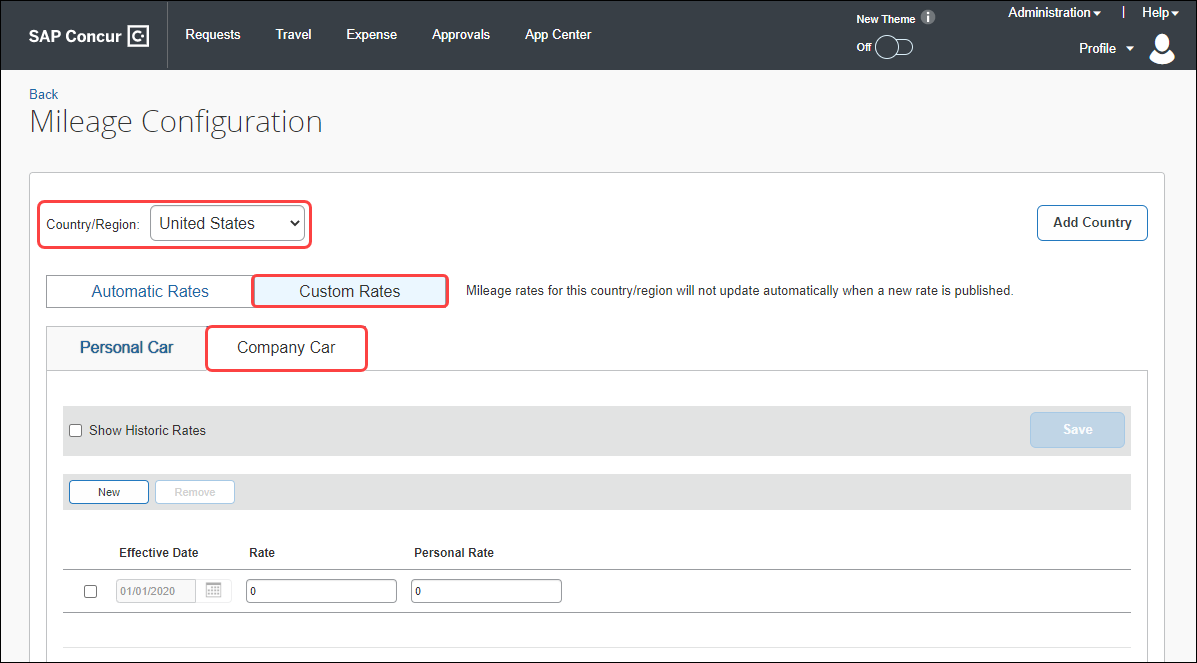 SAP Concur C
Requests Travel Expense Approvals App Center
New Theme i
Off
Administration | Help
Profile
Back
Mileage Configuration
Country/Region: United States
Add Country
Automatic Rates Custom Rates Mileage rates for this country/region will not update automatically when a new rate is published.
Personal Car Company Car
Show Historic Rates Save
New Remove
Effective Date Rate Personal Rate
01/01/2020 0 0